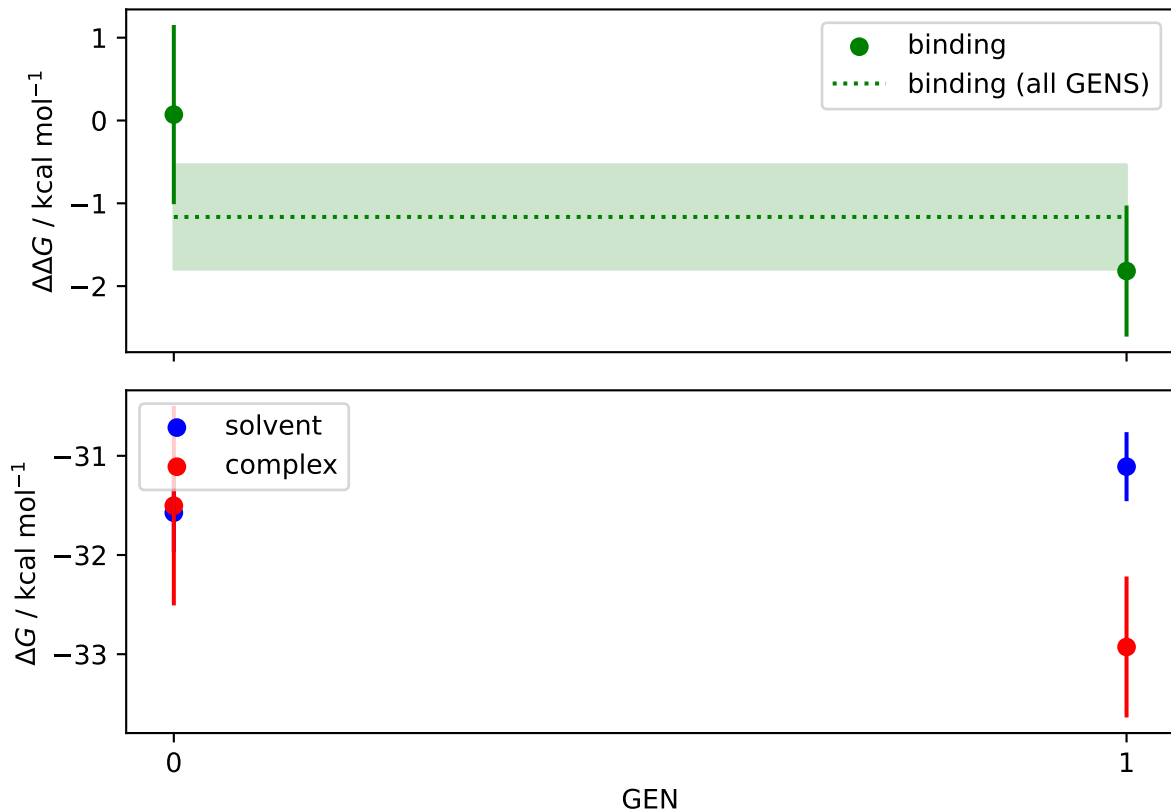 1
0
−1
−2
ΔΔG / kcal mol⁻¹
binding
binding (all GENS)
−31
−32
−33
ΔG / kcal mol⁻¹
solvent
complex
0
1
GEN